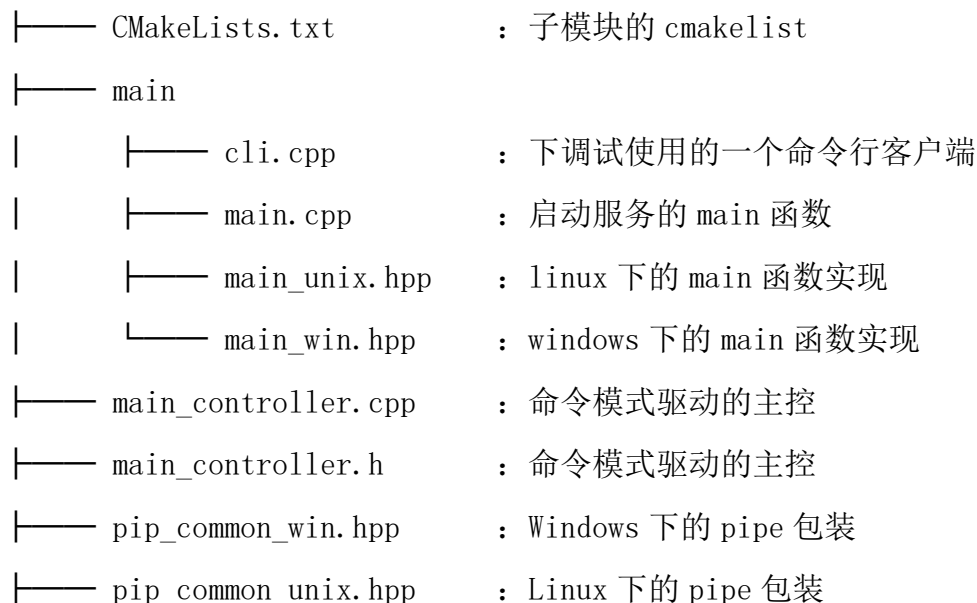 ├── CMakeLists.txt ：子模块的 cmakelist
├── main
│ ├── cli.cpp ：下调试使用的一个命令行客户端
│ ├── main.cpp ：启动服务的 main 函数
│ ├── main_unix.hpp ：linux 下的 main 函数实现
│ └── main_win.hpp ：windows 下的 main 函数实现
├── main_controller.cpp ：命令模式驱动的主控
├── main_controller.h ：命令模式驱动的主控
├── pip_common_win.hpp ：Windows 下的 pipe 包装
├── pip_common_unix.hpp ：Linux 下的 pipe 包装